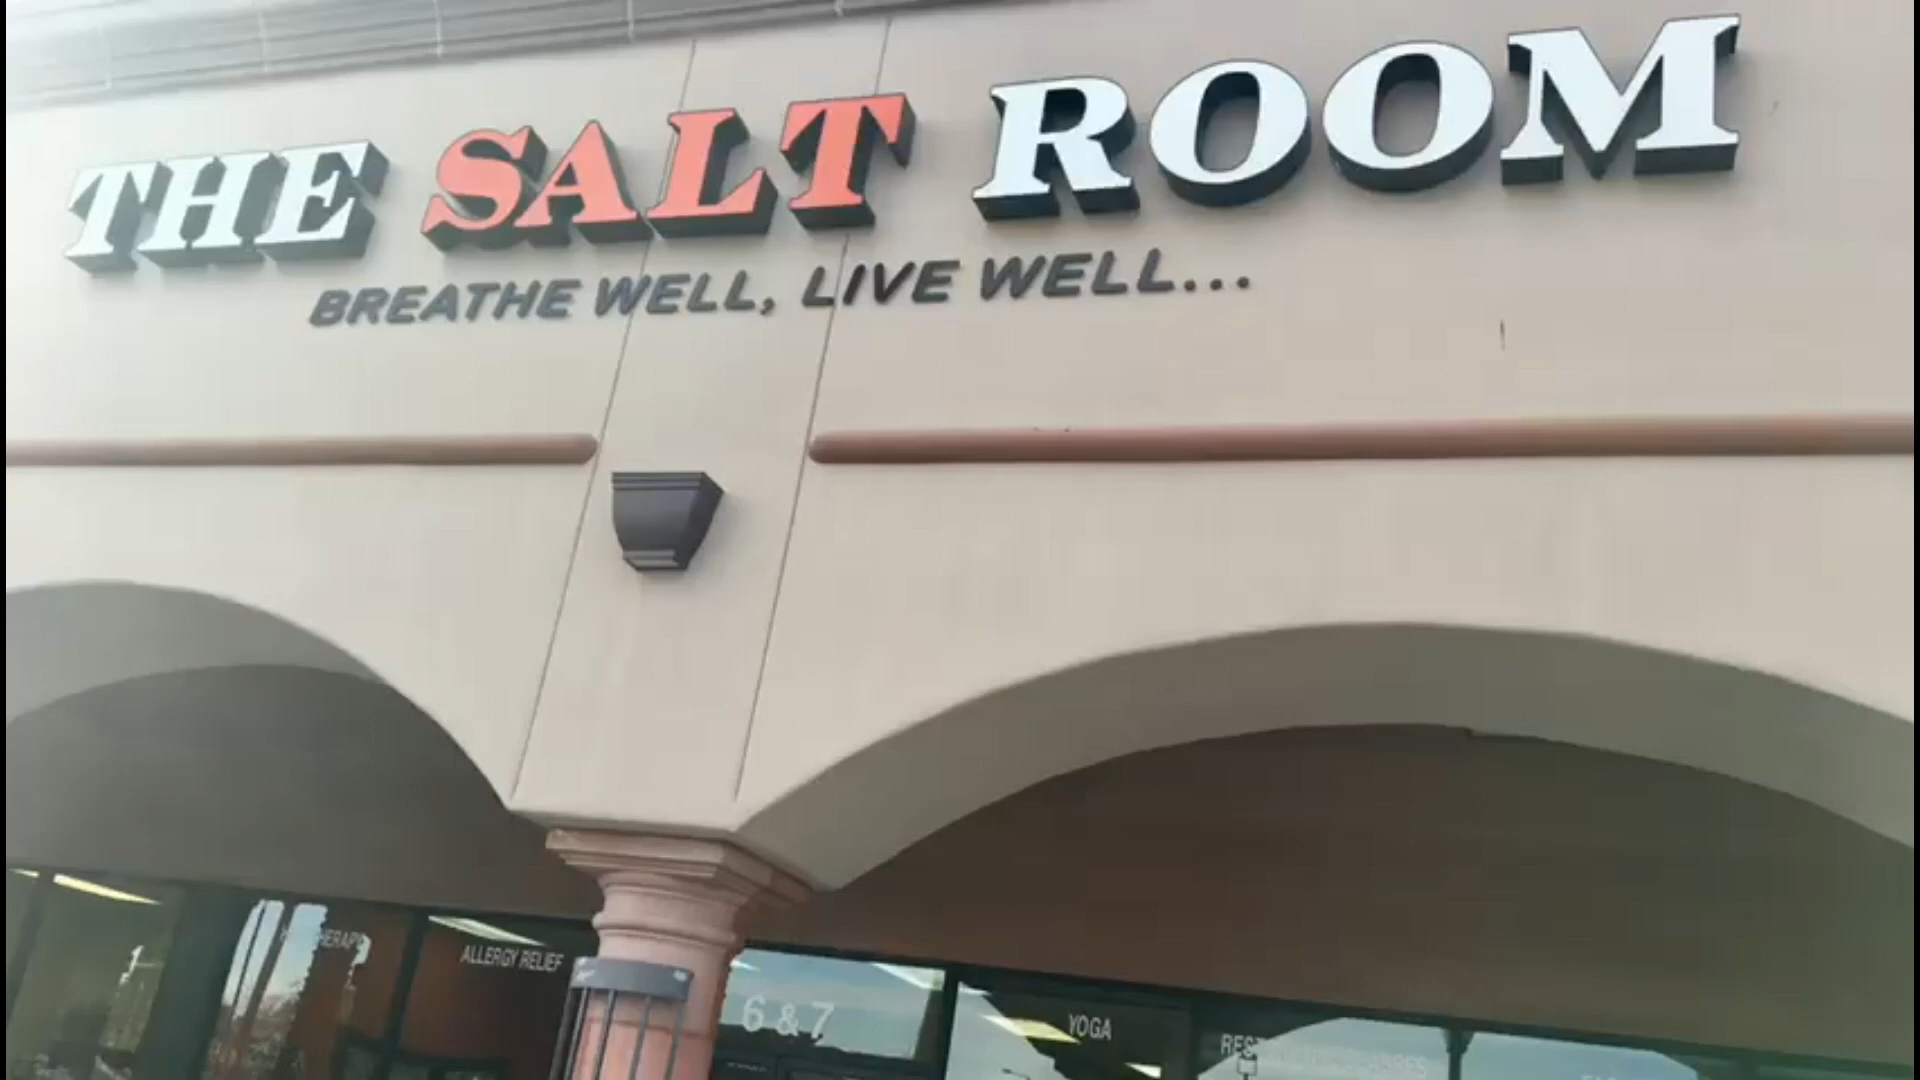 THE SALT ROOM
BREATHE WELL, LIVE WELL...
ALLERGY RELIEF
6 & 7
YOGA